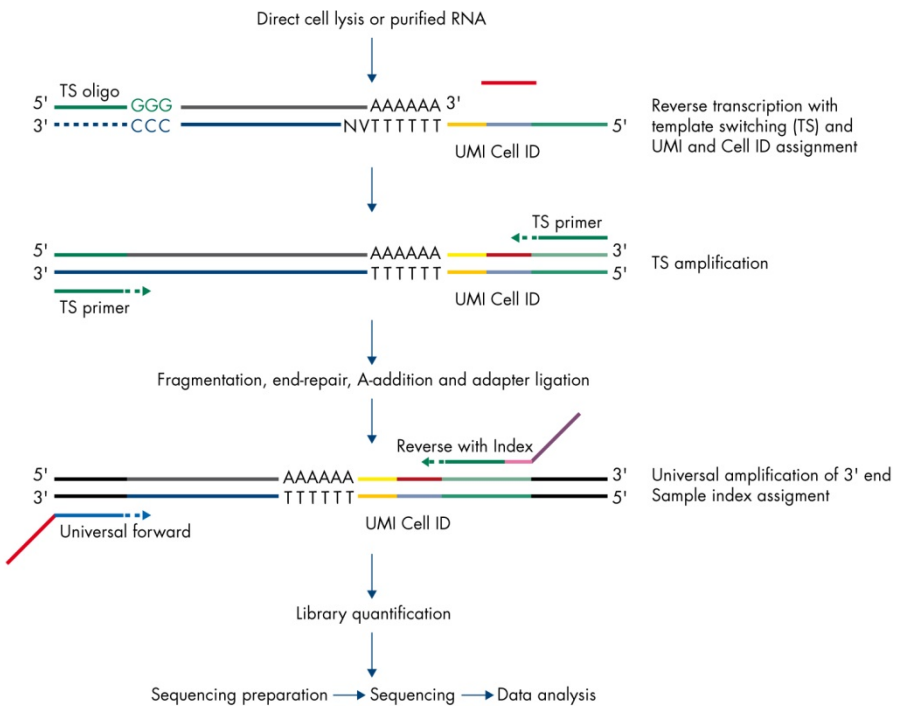 Direct cell lysis or purified RNA
TS oligo
5' GGG AAAAAA 3'
3' CCC NVTTTTTT 5'
UMI Cell ID
Reverse transcription with
template switching (TS) and
UMI and Cell ID assignment
TS primer
5' AAAAAA 3'
3' TTTTTT 5'
UMI Cell ID
TS primer
TS amplification
Fragmentation, end-repair, A-addition and adapter ligation
Reverse with Index
5' AAAAAA 3'
3' TTTTTT 5'
UMI Cell ID
Universal forward
Universal amplification of 3' end
Sample index assigment
Library quantification
Sequencing preparation Sequencing Data analysis